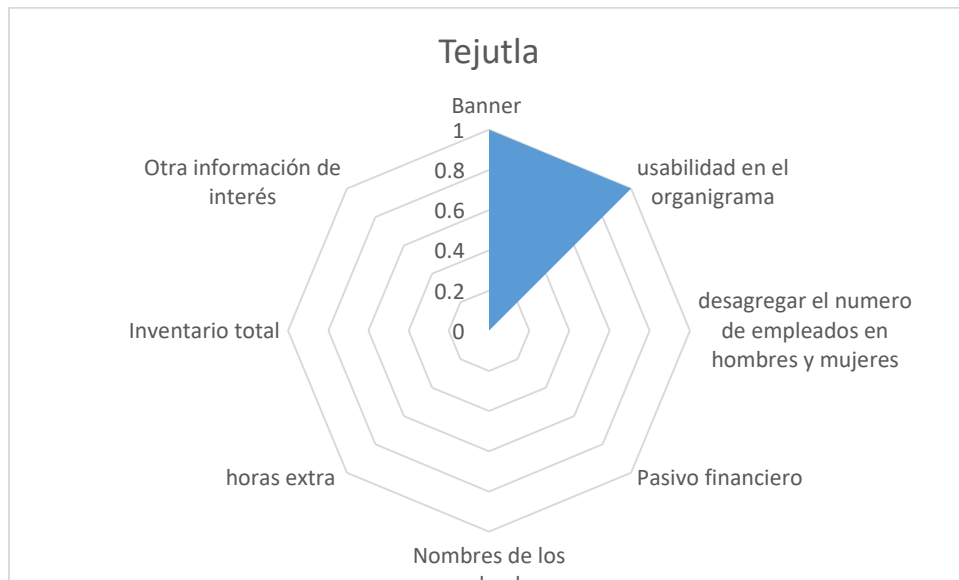 Tejutla
Banner
1
0.8
0.6
0.4
0.2
0
usabilidad en el
organigrama
desagregar el numero
de empleados en
hombres y mujeres
Pasivo financiero
Nombres de los
horas extra
Inventario total
Otra información de
interés